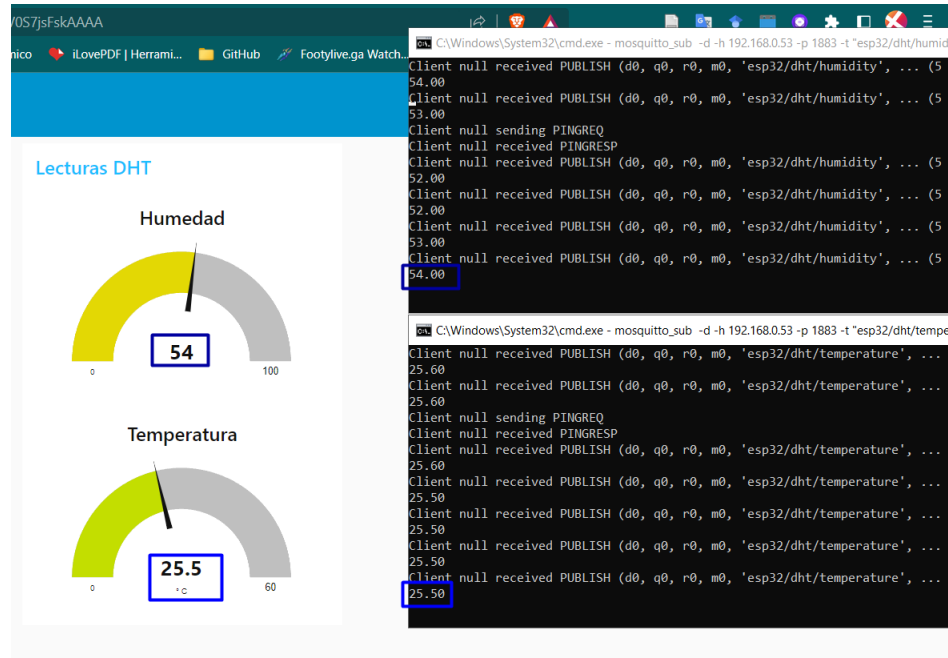 /0S7jsFskAAAA
nico iLovePDF | Herrami... GitHub Footylive.ga Watch...
Lecturas DHT
Humedad
54
0 100
Temperatura
25.5
° C
0 60
C:\Windows\System32\cmd.exe - mosquitto_sub -d -h 192.168.0.53 -p 1883 -t "esp32/dht/humid
Client null received PUBLISH (d0, q0, r0, m0, 'esp32/dht/humidity', ... (5
54.00
Client null received PUBLISH (d0, q0, r0, m0, 'esp32/dht/humidity', ... (5
53.00
Client null sending PINGREQ
Client null received PINGRESP
Client null received PUBLISH (d0, q0, r0, m0, 'esp32/dht/humidity', ... (5
52.00
Client null received PUBLISH (d0, q0, r0, m0, 'esp32/dht/humidity', ... (5
52.00
Client null received PUBLISH (d0, q0, r0, m0, 'esp32/dht/humidity', ... (5
53.00
Client null received PUBLISH (d0, q0, r0, m0, 'esp32/dht/humidity', ... (5
54.00
C:\Windows\System32\cmd.exe - mosquitto_sub -d -h 192.168.0.53 -p 1883 -t "esp32/dht/tempe
Client null received PUBLISH (d0, q0, r0, m0, 'esp32/dht/temperature', ...
25.60
Client null received PUBLISH (d0, q0, r0, m0, 'esp32/dht/temperature', ...
25.60
Client null sending PINGREQ
Client null received PINGRESP
Client null received PUBLISH (d0, q0, r0, m0, 'esp32/dht/temperature', ...
25.60
Client null received PUBLISH (d0, q0, r0, m0, 'esp32/dht/temperature', ...
25.50
Client null received PUBLISH (d0, q0, r0, m0, 'esp32/dht/temperature', ...
25.50
Client null received PUBLISH (d0, q0, r0, m0, 'esp32/dht/temperature', ...
25.50
Client null received PUBLISH (d0, q0, r0, m0, 'esp32/dht/temperature', ...
25.50